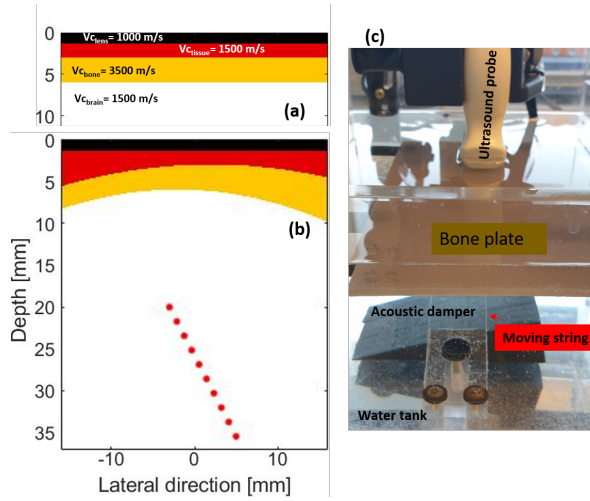 0
5
10
Vc_lens= 1000 m/s
Vc_tissue= 1500 m/s
Vc_bone= 3500 m/s
Vc_brain= 1500 m/s
(a)
0
5
10
15
20
25
30
35
Depth [mm]
(b)
-10
0
10
Lateral direction [mm]
(c)
Ultrasound probe
Bone plate
Acoustic damper
Moving string
Water tank